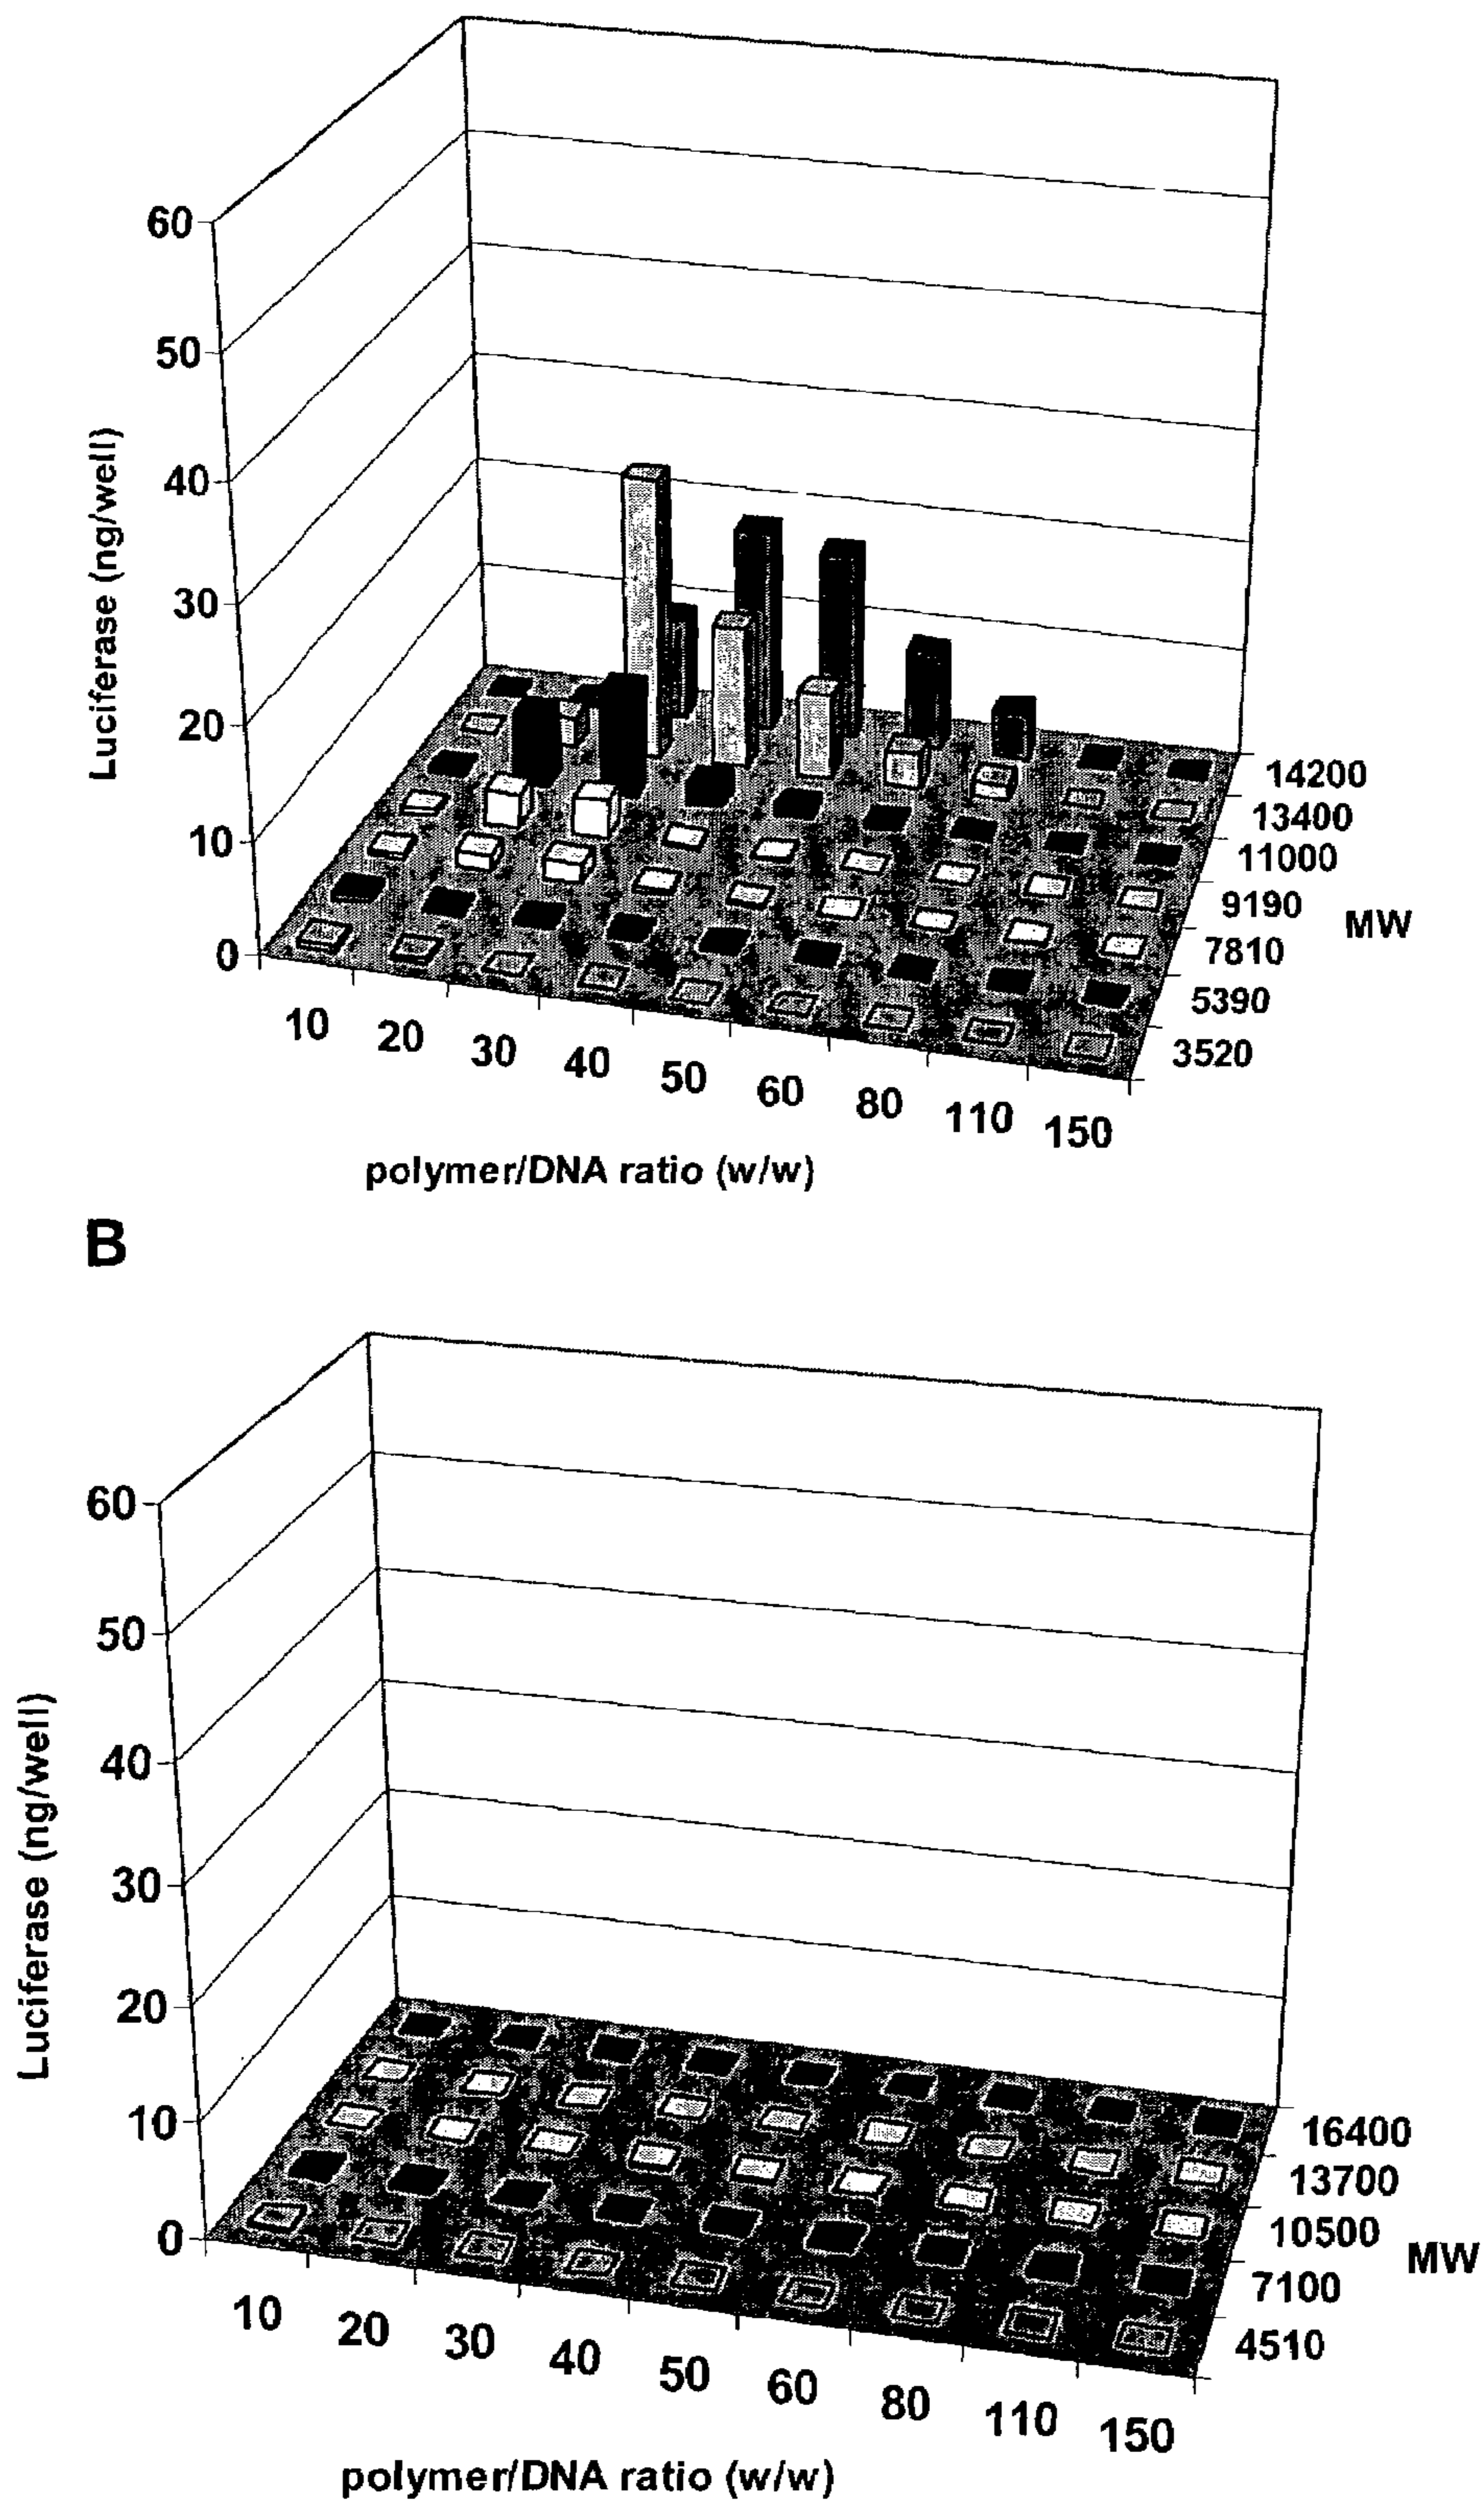 60
50
40
30
20
10
0
Luciferase (ng/well)
10 20 30 40 50 60 80 110 150
polymer/DNA ratio (w/w)
14200
13400
11000
9190
7810
5390
3520
MW
B
60
50
40
30
20
10
0
Luciferase (ng/well)
10 20 30 40 50 60 80 110 150
polymer/DNA ratio (w/w)
16400
13700
10500
7100
4510
MW